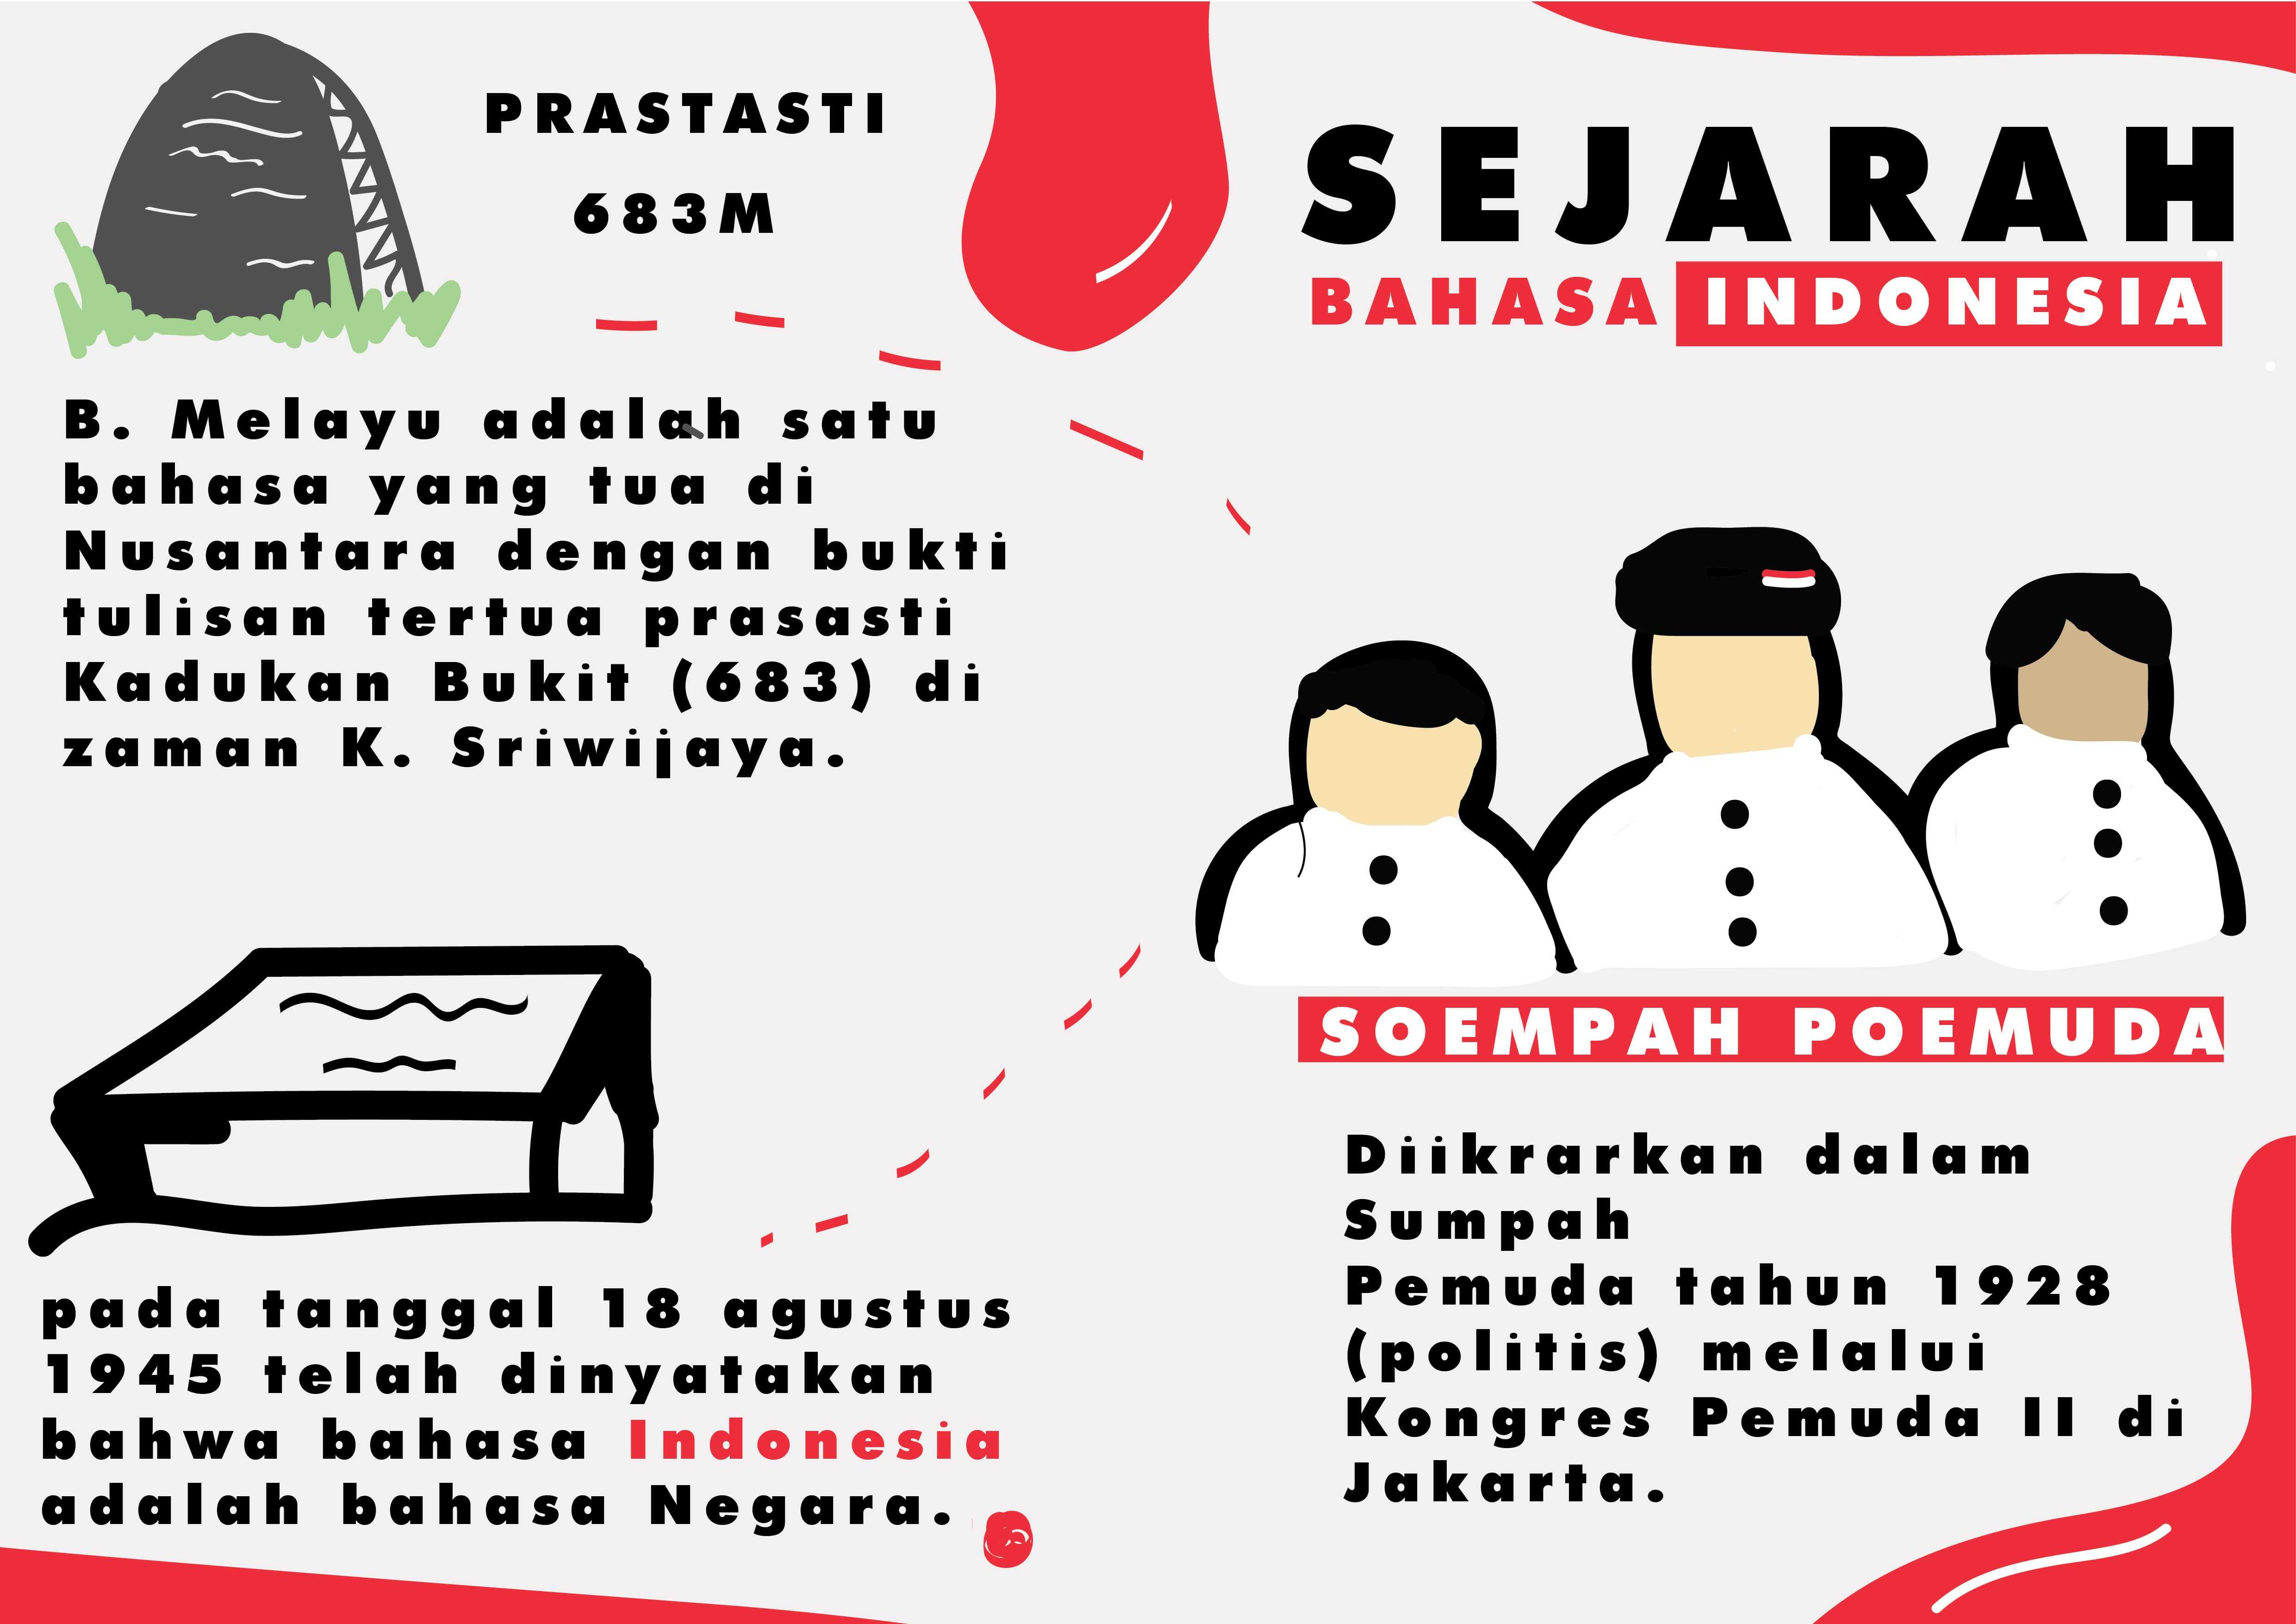 SEJARAH
BAHASA INDONESIA
PRASTASTI
683M
B. Melayu adalah satu
bahasa yang tua di
Nusantara dengan bukti
tulisan tertua prasasti
Kadukan Bukit (683) di
zaman K. Sriwijaya.
SOEMPAH POEMUDA
Diikrarkan dalam
Sumpah
Pemuda tahun 1928
(politis) melalui
Kongres Pemuda II di
Jakarta.
pada tanggal 18 agustus
1945 telah dinyatakan
bahwa bahasa Indonesia
adalah bahasa Negara.